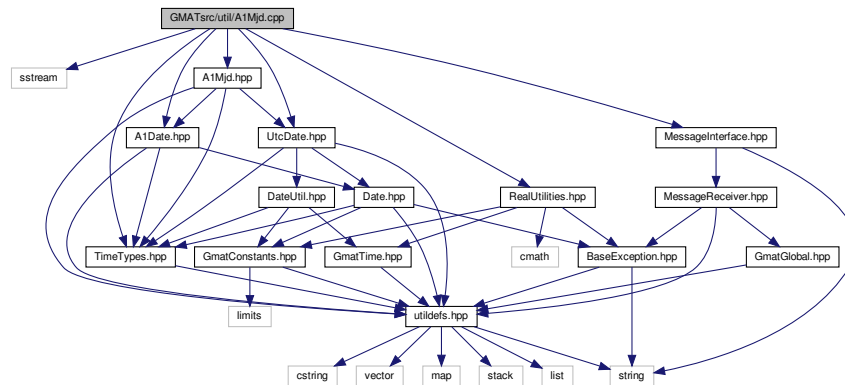 GMATsrc/util/A1Mjd.cpp
sstream
A1Mjd.hpp
A1Date.hpp
UtcDate.hpp
MessageInterface.hpp
DateUtil.hpp
Date.hpp
RealUtilities.hpp
MessageReceiver.hpp
TimeTypes.hpp
GmatConstants.hpp
GmatTime.hpp
cmath
BaseException.hpp
GmatGlobal.hpp
limits
utildefs.hpp
cstring
vector
map
stack
list
string